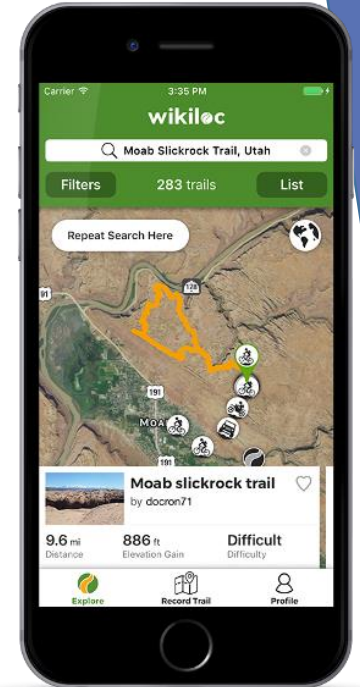 Carrier 3:35 PM
wikiloc
Moab Slickrock Trail, Utah
Filters 283 trails List
Repeat Search Here
128
91
191
MOA
191
Moab slickrock trail
by docron71
9.6 mi 886 ft Difficult
Distance Elevation Gain Difficulty
Explore Record Trail Profile